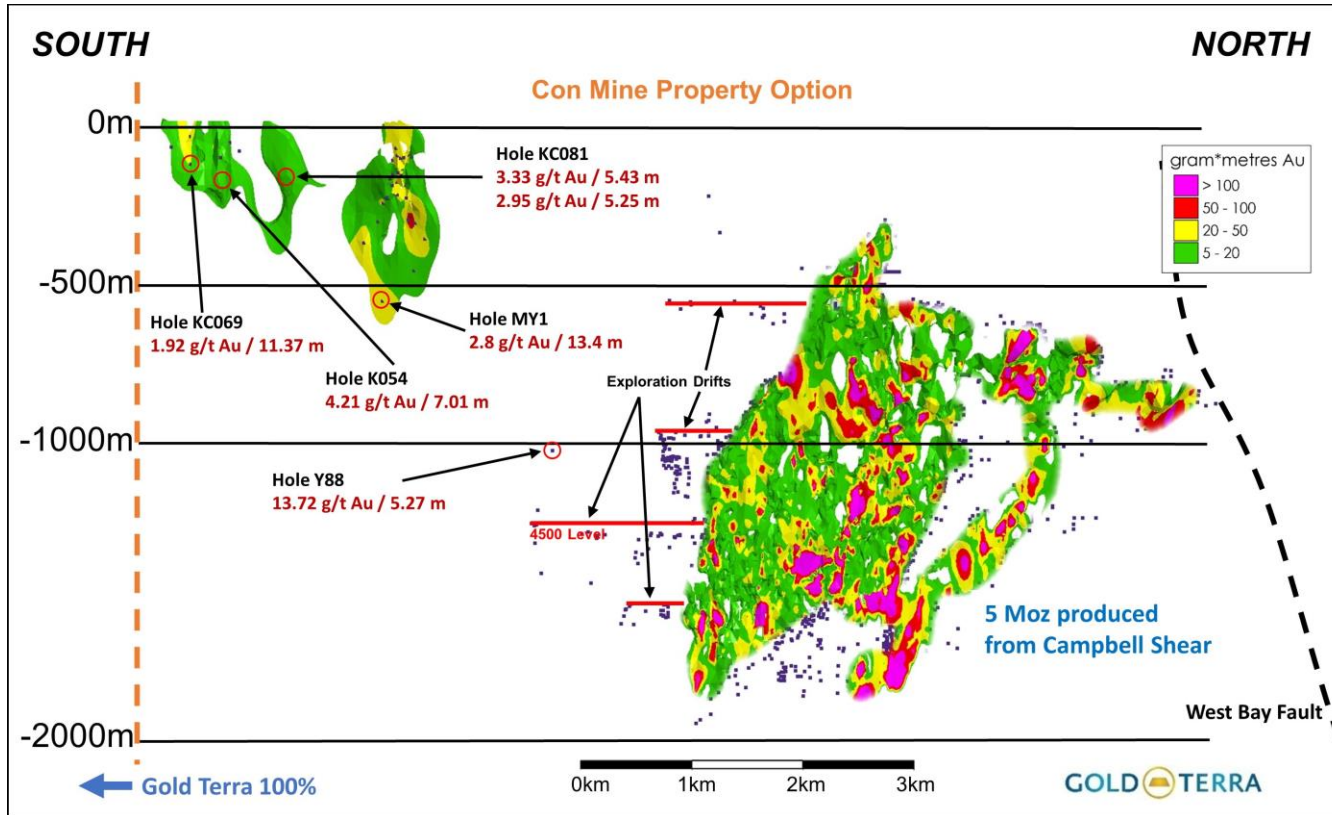 SOUTH
NORTH
Con Mine Property Option
0m
-500m
-1000m
-2000m
Hole KC081
3.33 g/t Au / 5.43 m
2.95 g/t Au / 5.25 m
gram*metres Au
> 100
50 - 100
20 - 50
5 - 20
Hole KC069
1.92 g/t Au / 11.37 m
Hole MY1
2.8 g/t Au / 13.4 m
Hole K054
4.21 g/t Au / 7.01 m
Exploration Drifts
Hole Y88
13.72 g/t Au / 5.27 m
4500 Level
5 Moz produced
from Campbell Shear
West Bay Fault
Gold Terra 100%
0km
1km
2km
3km
GOLD TERRA